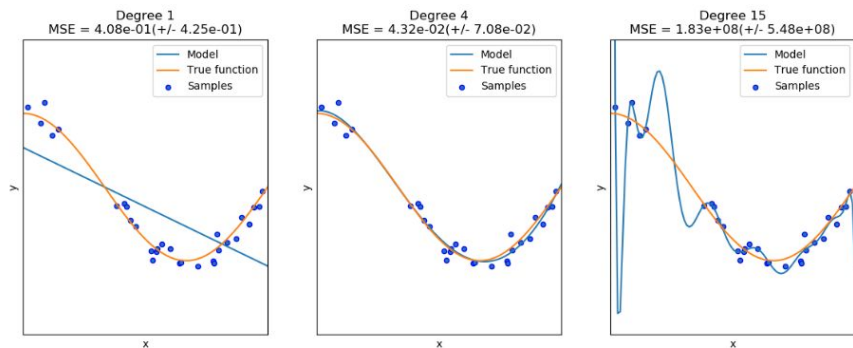 Degree 1
MSE = 4.08e-01(+/- 4.25e-01)
Model
True function
Samples
y
x
Degree 4
MSE = 4.32e-02(+/- 7.08e-02)
Model
True function
Samples
y
x
Degree 15
MSE = 1.83e+08(+/- 5.48e+08)
Model
True function
Samples
y
x